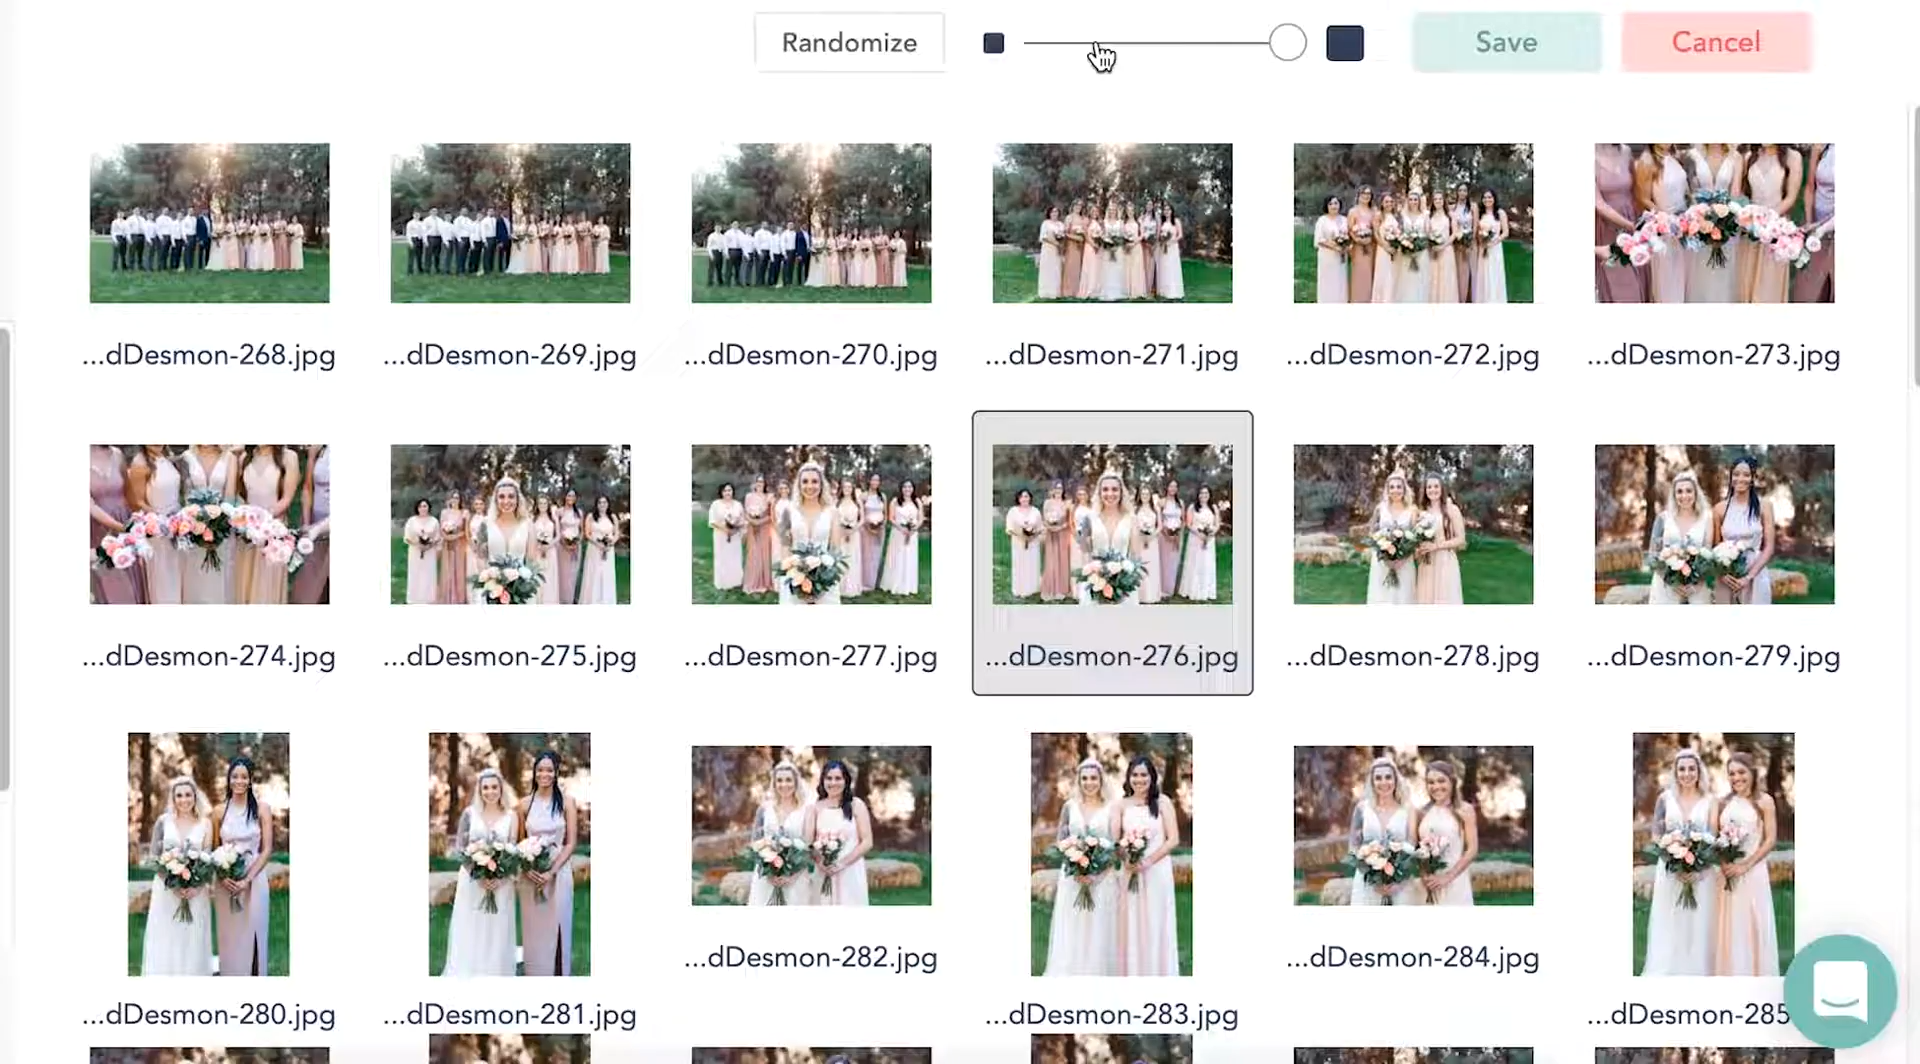 Randomize
Save
Cancel
...dDesmon-268.jpg
...dDesmon-269.jpg
...dDesmon-270.jpg
...dDesmon-271.jpg
...dDesmon-272.jpg
...dDesmon-273.jpg
...dDesmon-274.jpg
...dDesmon-275.jpg
...dDesmon-277.jpg
...dDesmon-276.jpg
...dDesmon-278.jpg
...dDesmon-279.jpg
...dDesmon-282.jpg
...dDesmon-284.jpg
...dDesmon-280.jpg
...dDesmon-281.jpg
...dDesmon-283.jpg
...dDesmon-285